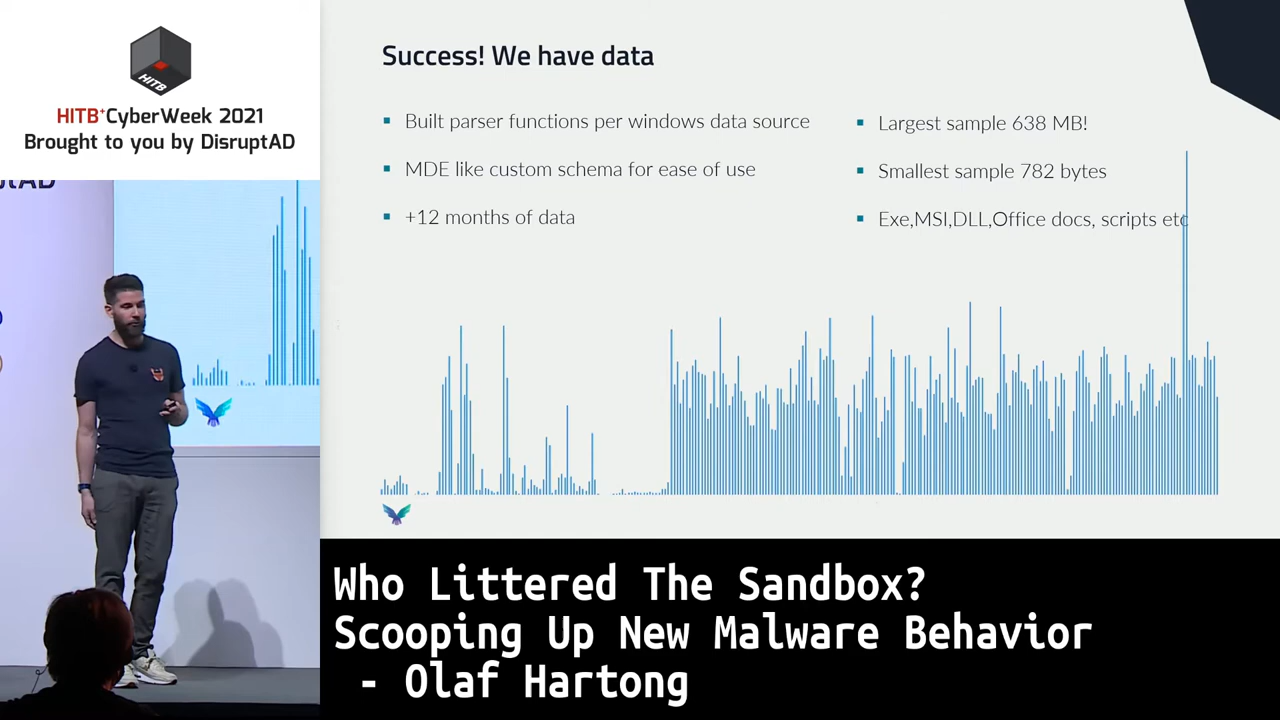 HITB
HITB+CyberWeek 2021
Brought to you by DisruptAD
Success! We have data
Built parser functions per windows data source
MDE like custom schema for ease of use
+12 months of data
Largest sample 638 MB!
Smallest sample 782 bytes
Exe,MSI,DLL,Office docs, scripts etc
Who Littered The Sandbox?
Scooping Up New Malware Behavior
- Olaf Hartong